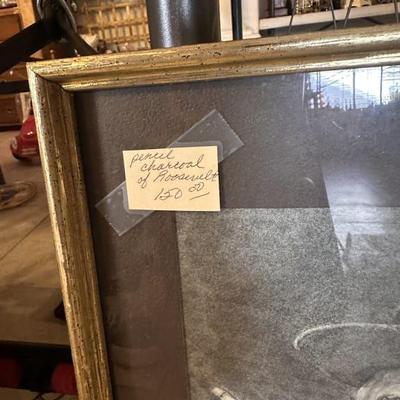 pencil
charcoal
of Roosevelt
150 00